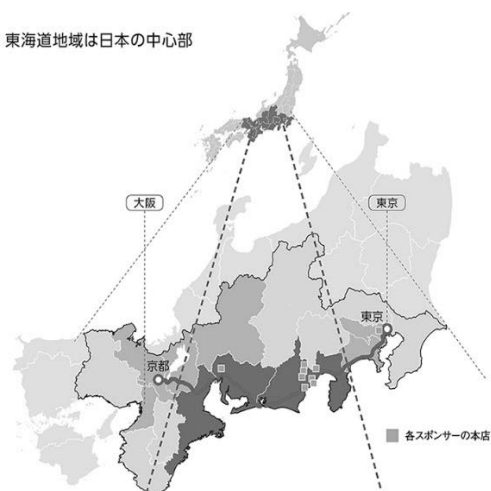 東海道地域は日本の中心部
大阪
東京
東京
京都
各スポンサーの本店